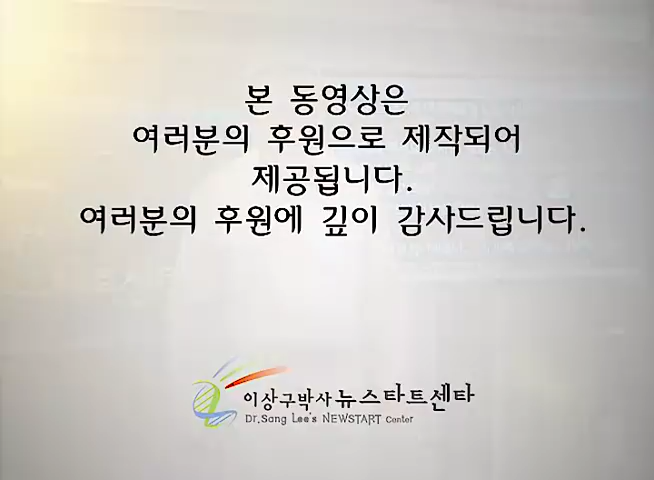 본 동영상은
여러분의 후원으로 제작되어
제공됩니다.
여러분의 후원에 깊이 감사드립니다.
이상구박사 뉴스타트센타
Dr.Sang Lee's NEWSTART Center